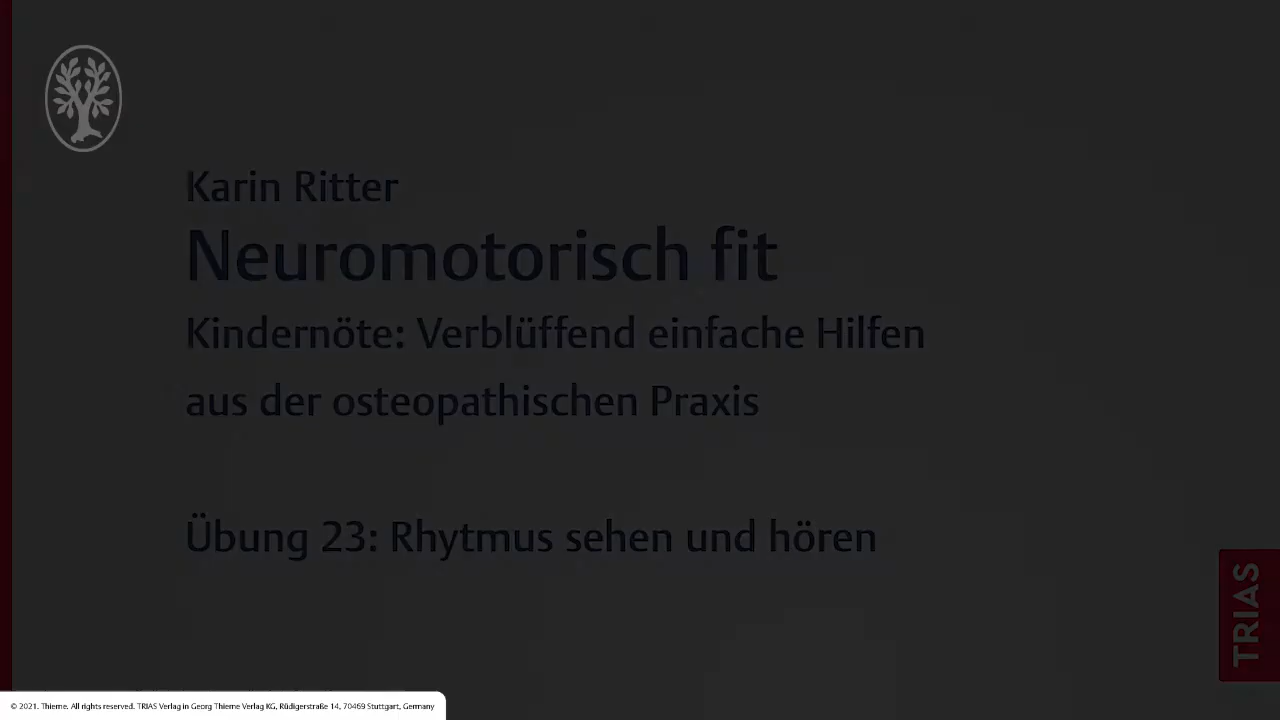 Karin Ritter
Neuromotorisch fit
Kindernöte: Verblüffend einfache Hilfen
aus der osteopathischen Praxis
Übung 23: Rhytmus sehen und hören
TRIAS
© 2021. Thieme. All rights reserved. TRIAS Verlag in Georg Thieme Verlag KG, Rüdigerstraße 14, 70469 Stuttgart, Germany